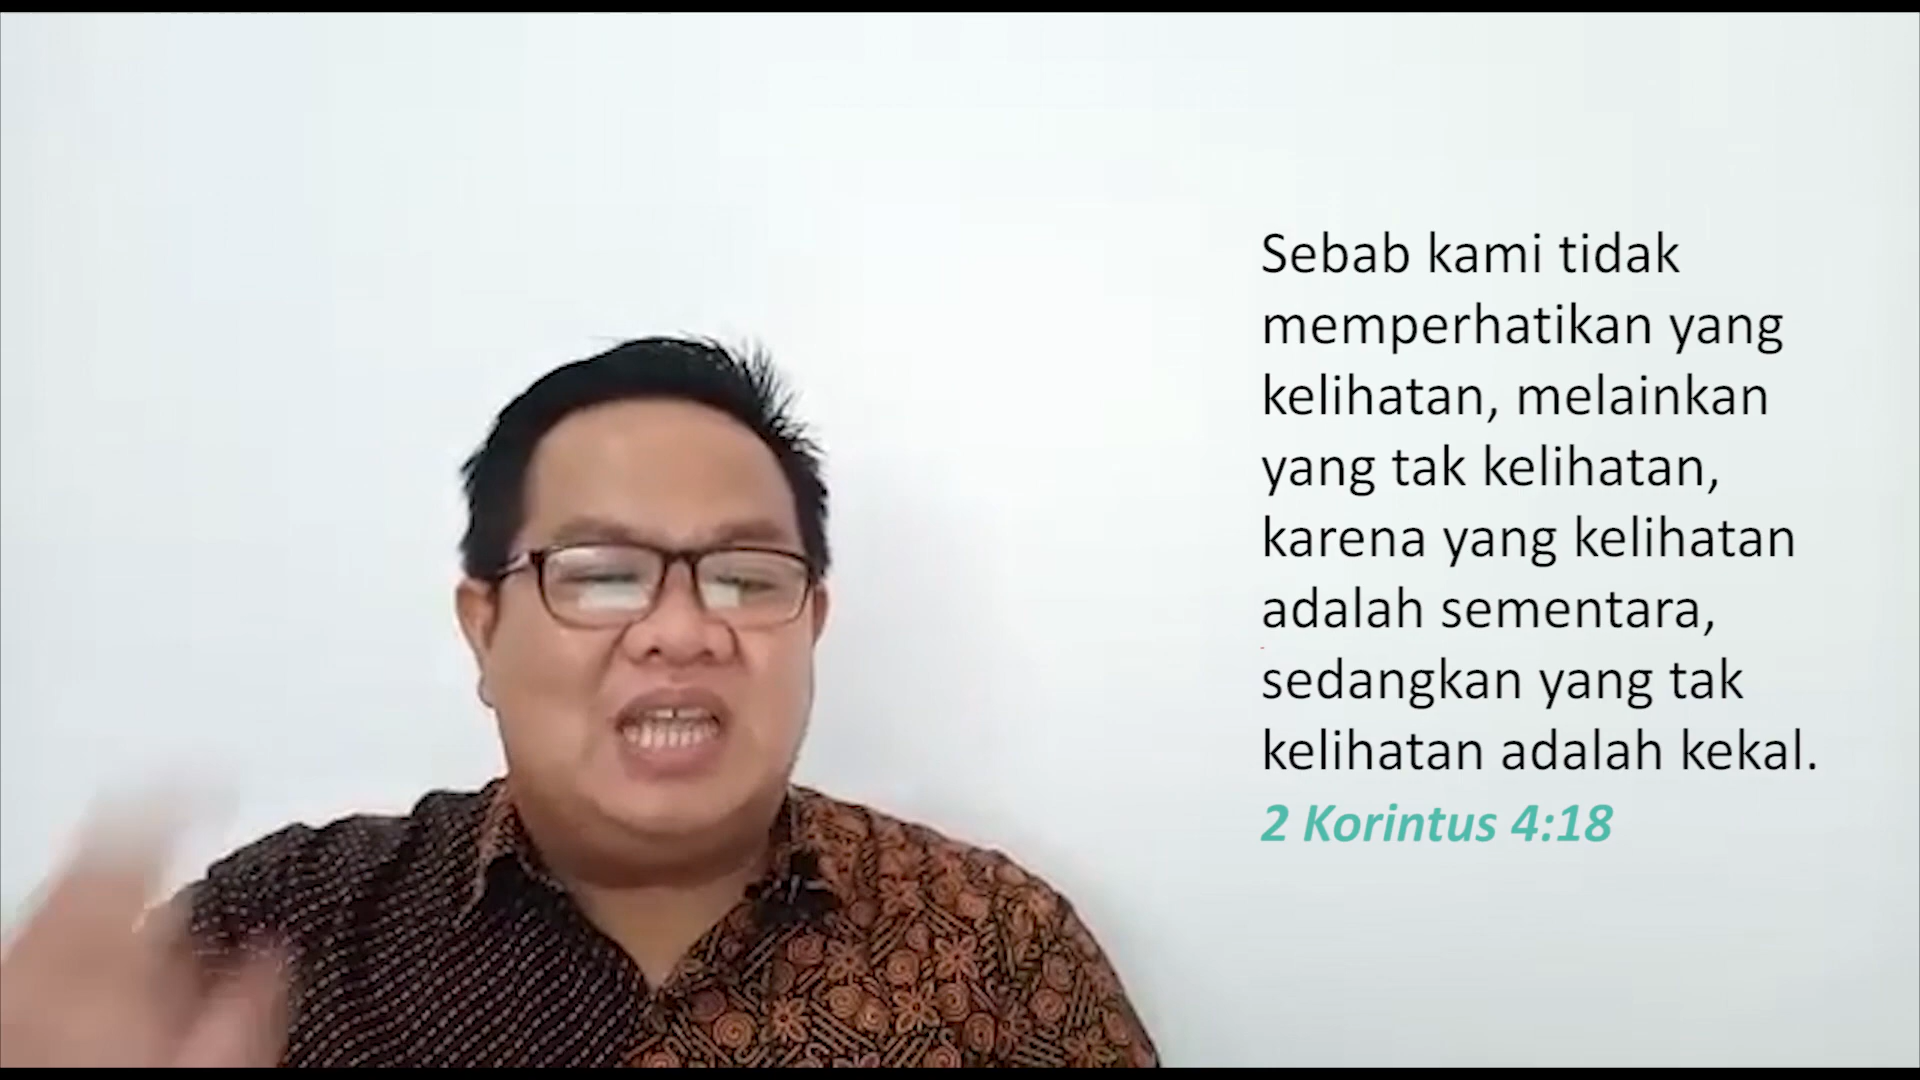 Sebab kami tidak
memperhatikan yang
kelihatan, melainkan
yang tak kelihatan,
karena yang kelihatan
adalah sementara,
sedangkan yang tak
kelihatan adalah kekal.
2 Korintus 4:18